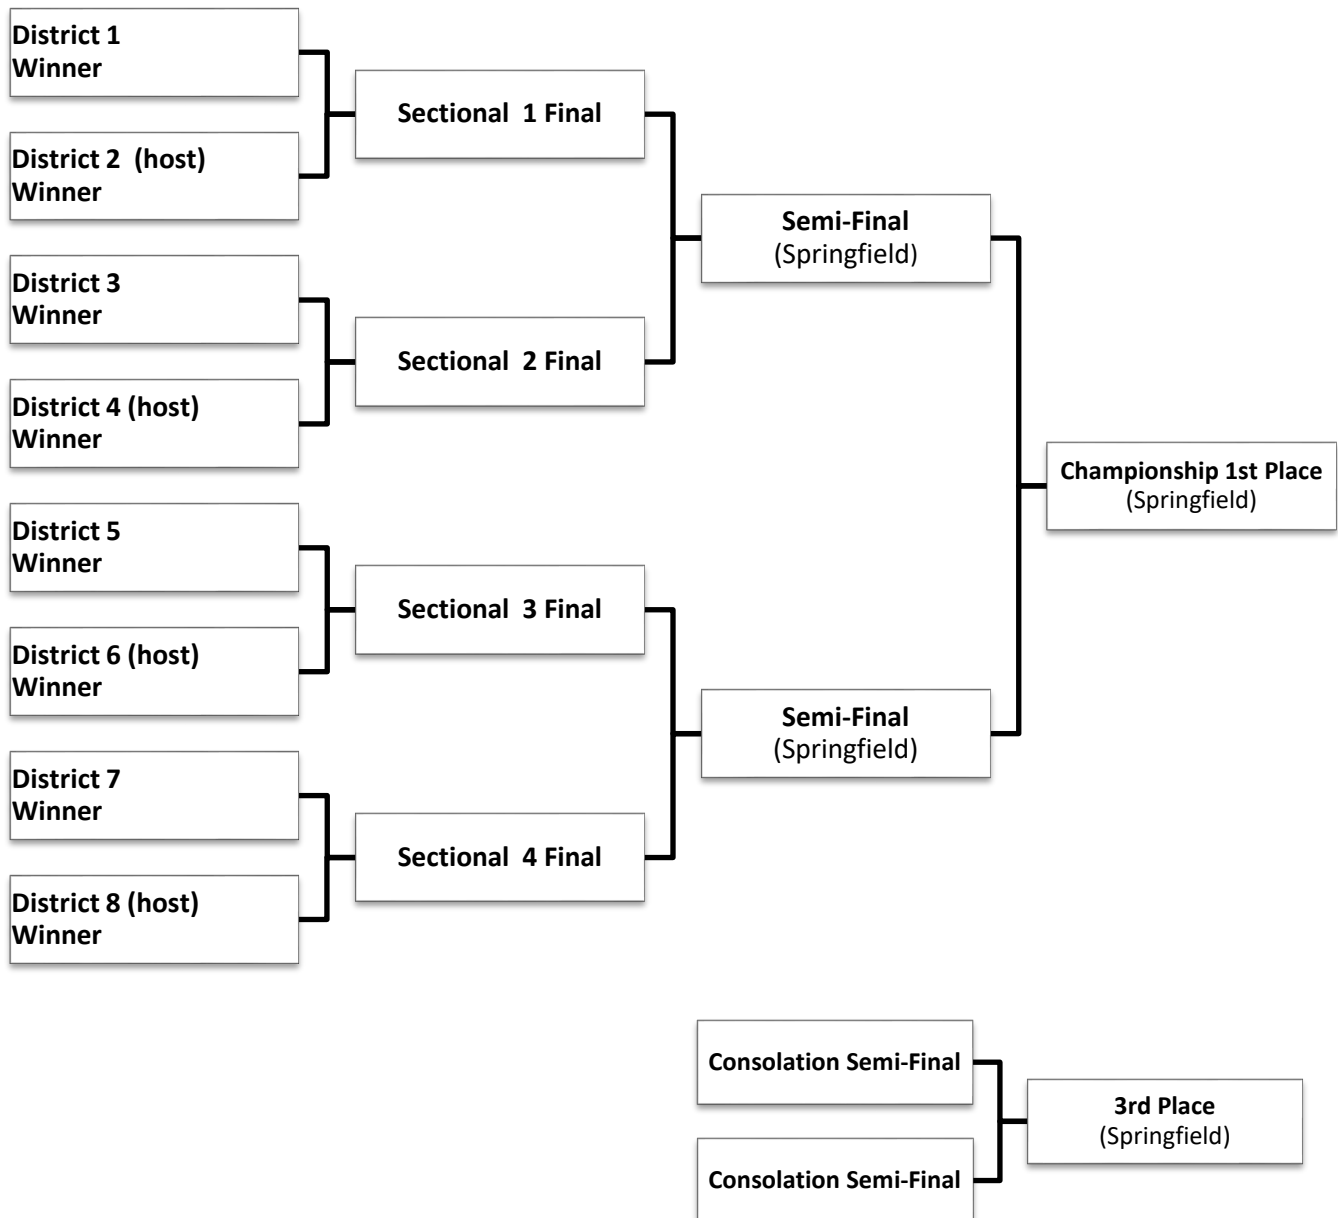 District 1
Winner
Sectional 1 Final
District 2 (host)
Winner
Semi-Final
(Springfield)
District 3
Winner
Sectional 2 Final
District 4 (host)
Winner
Championship 1st Place
(Springfield)
District 5
Winner
Sectional 3 Final
District 6 (host)
Winner
Semi-Final
(Springfield)
District 7
Winner
Sectional 4 Final
District 8 (host)
Winner
Consolation Semi-Final
3rd Place
(Springfield)
Consolation Semi-Final